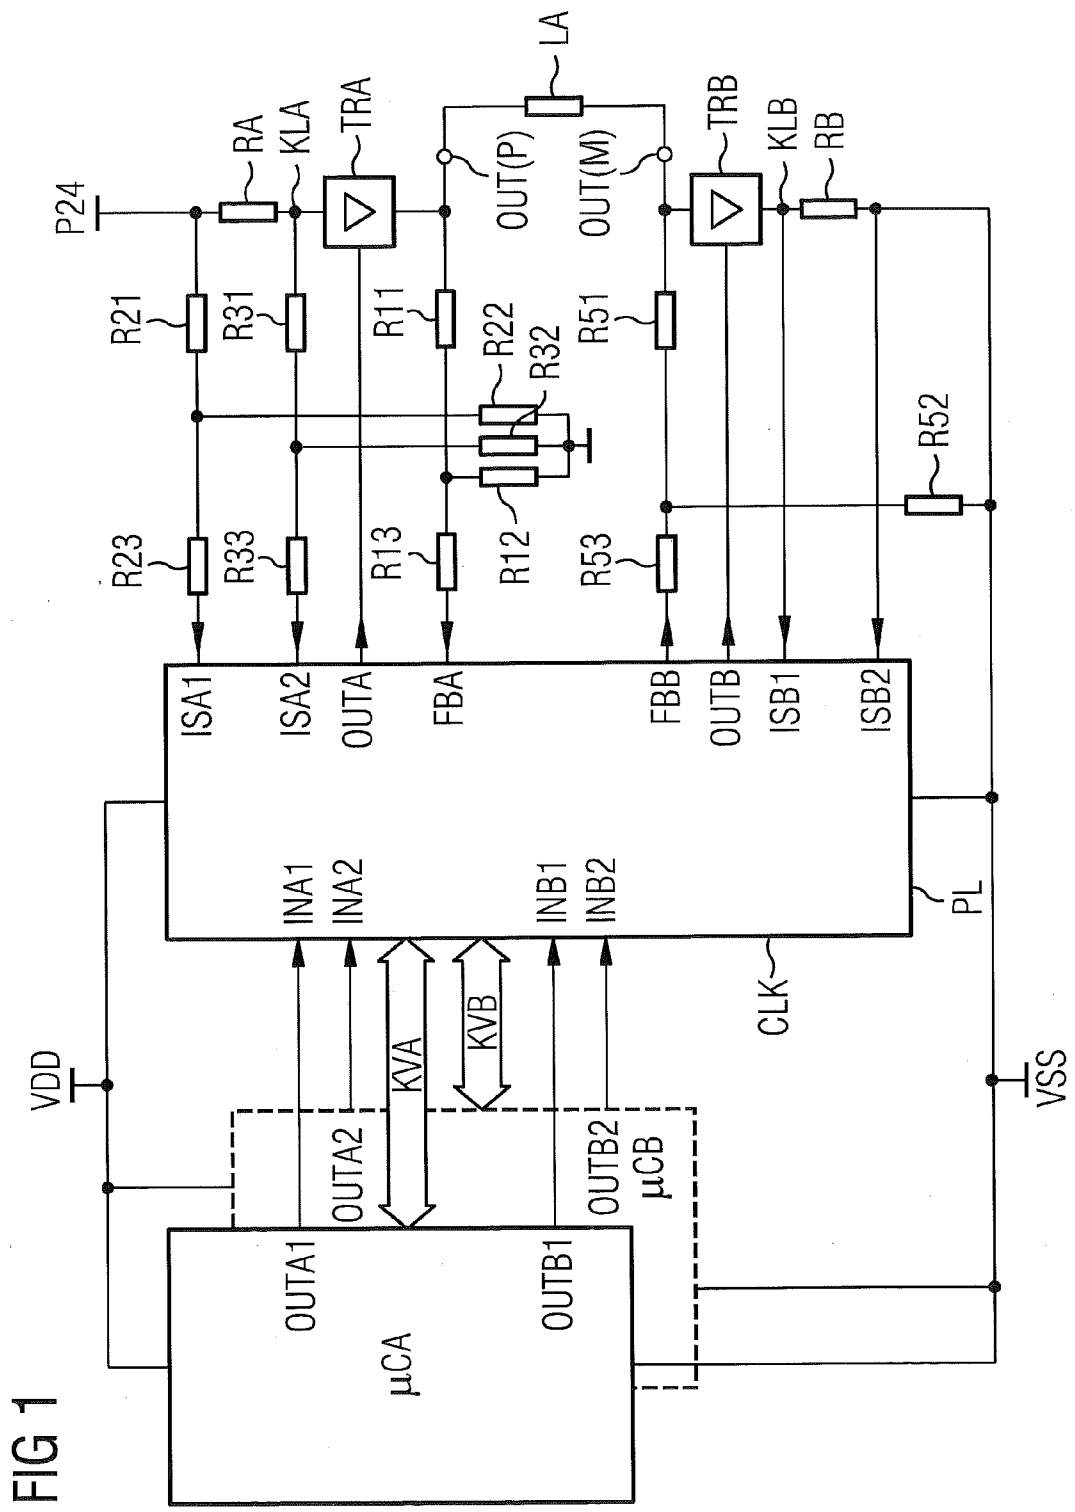 FIG 1
VDD
P24
RA
KLA
TRA
LA
R21
R31
R11
R22
R32
OUT(P)
OUT(M)
R51
TRB
KLB
RB
R23
R33
R13
R12
R53
R52
ISA1
ISA2
OUTA
FBA
FBB
OUTB
ISB1
ISB2
INA1
INA2
INB1
INB2
KVA
KVB
CLK
PL
OUTA2
OUTB2
µCB
OUTA1
OUTB1
µCA
VSS